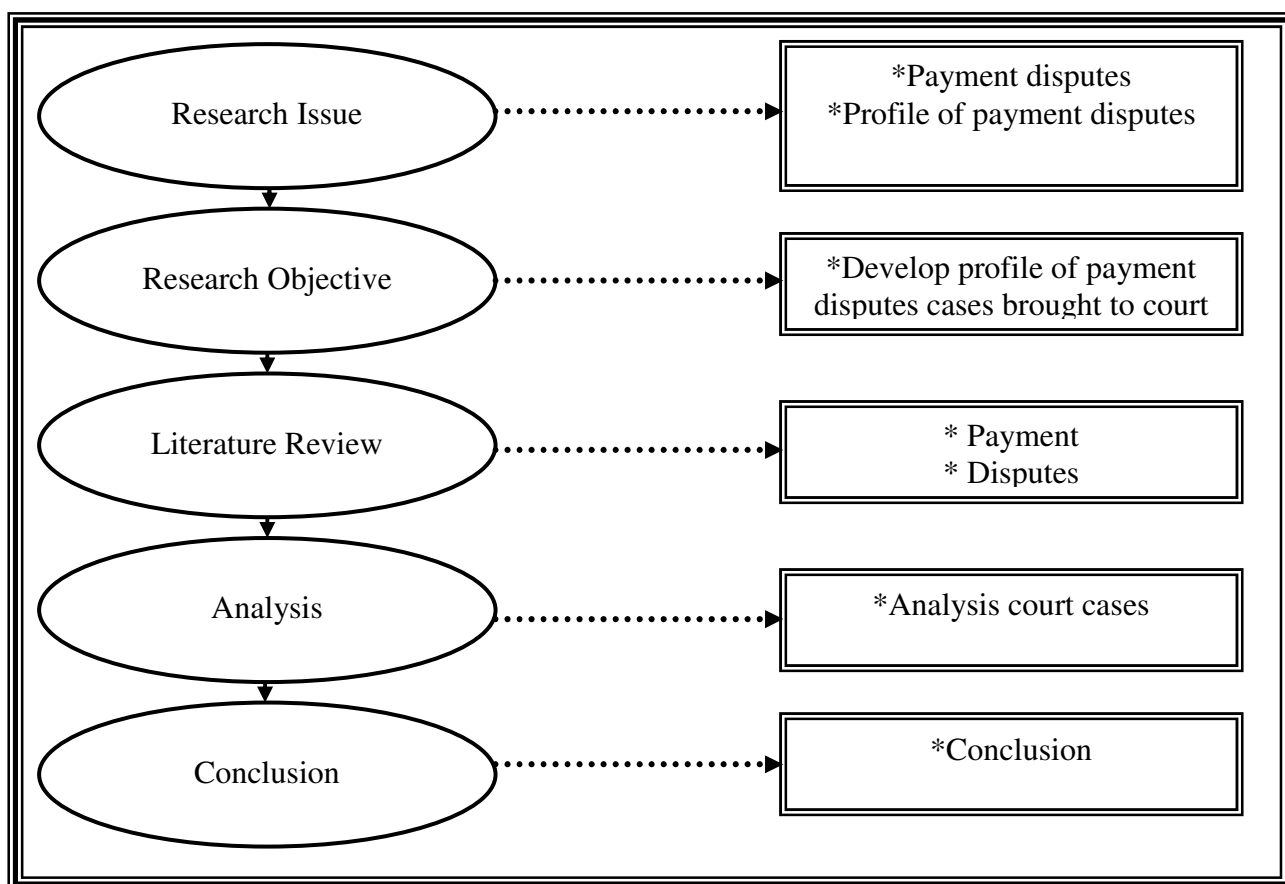 Research Issue
*Payment disputes
*Profile of payment disputes
Research Objective
*Develop profile of payment
disputes cases brought to court
Literature Review
* Payment
* Disputes
Analysis
*Analysis court cases
Conclusion
*Conclusion